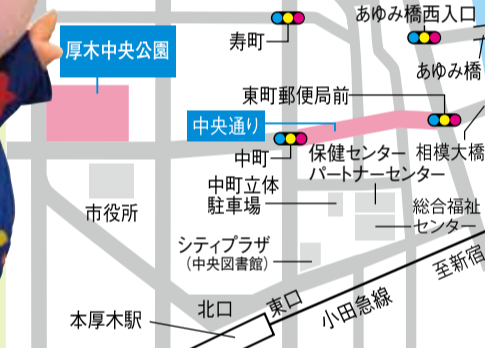 あゆみ橋西入口
寿町
厚木中央公園
あゆみ橋
東町郵便局前
中央通り
中町
保健センター
パートナーセンター
相模大橋
中町立体
駐車場
市役所
総合福祉
センター
シティプラザ
(中央図書館)
至新宿
北口
東口
小田急線
本厚木駅